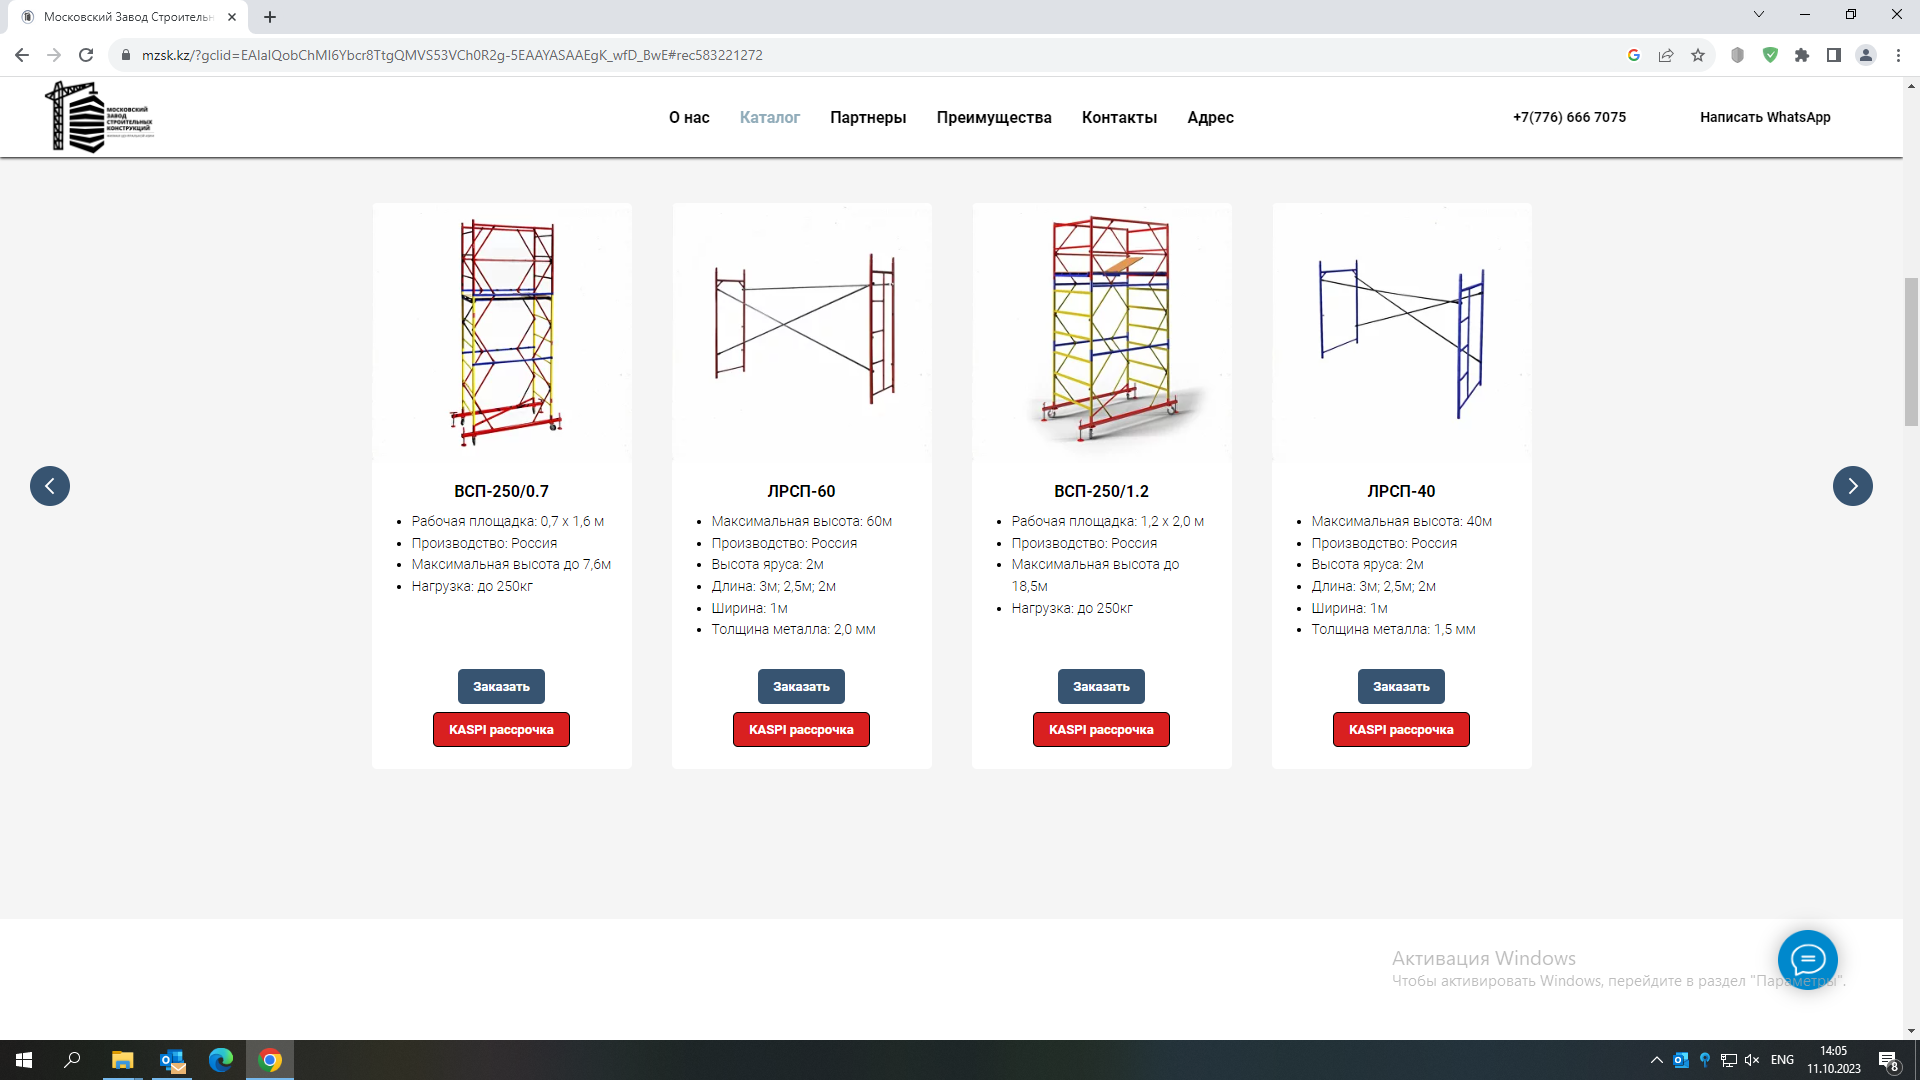 Московский Завод Строительн
mzsk.kz/?gclid=EAIaIQobChMI6Ybcr8TtgQMVS53VCh0R2g-5EAAYASAAEgK_wfD_BwE#rec583221272
МОСКОВСКИЙ
ЗАВОД
СТРОИТЕЛЬНЫХ
КОНСТРУКЦИЙ
О нас Каталог Партнеры Преимущества Контакты Адрес
+7(776) 666 7075
Написать WhatsApp
ВСП-250/0.7
Рабочая площадка: 0,7 х 1,6 м
Производство: Россия
Максимальная высота до 7,6м
Нагрузка: до 250кг
Заказать
KASPI рассрочка
ЛРСП-60
Максимальная высота: 60м
Производство: Россия
Высота яруса: 2м
Длина: 3м; 2,5м; 2м
Ширина: 1м
Толщина металла: 2,0 мм
Заказать
KASPI рассрочка
ВСП-250/1.2
Рабочая площадка: 1,2 х 2,0 м
Производство: Россия
Максимальная высота до
18,5м
Нагрузка: до 250кг
Заказать
KASPI рассрочка
ЛРСП-40
Максимальная высота: 40м
Производство: Россия
Высота яруса: 2м
Длина: 3м; 2,5м; 2м
Ширина: 1м
Толщина металла: 1,5 мм
Заказать
KASPI рассрочка
Активация Windows
Чтобы активировать Windows, перейдите в раздел "Параметры".
ENG
14:05
11.10.2023
8